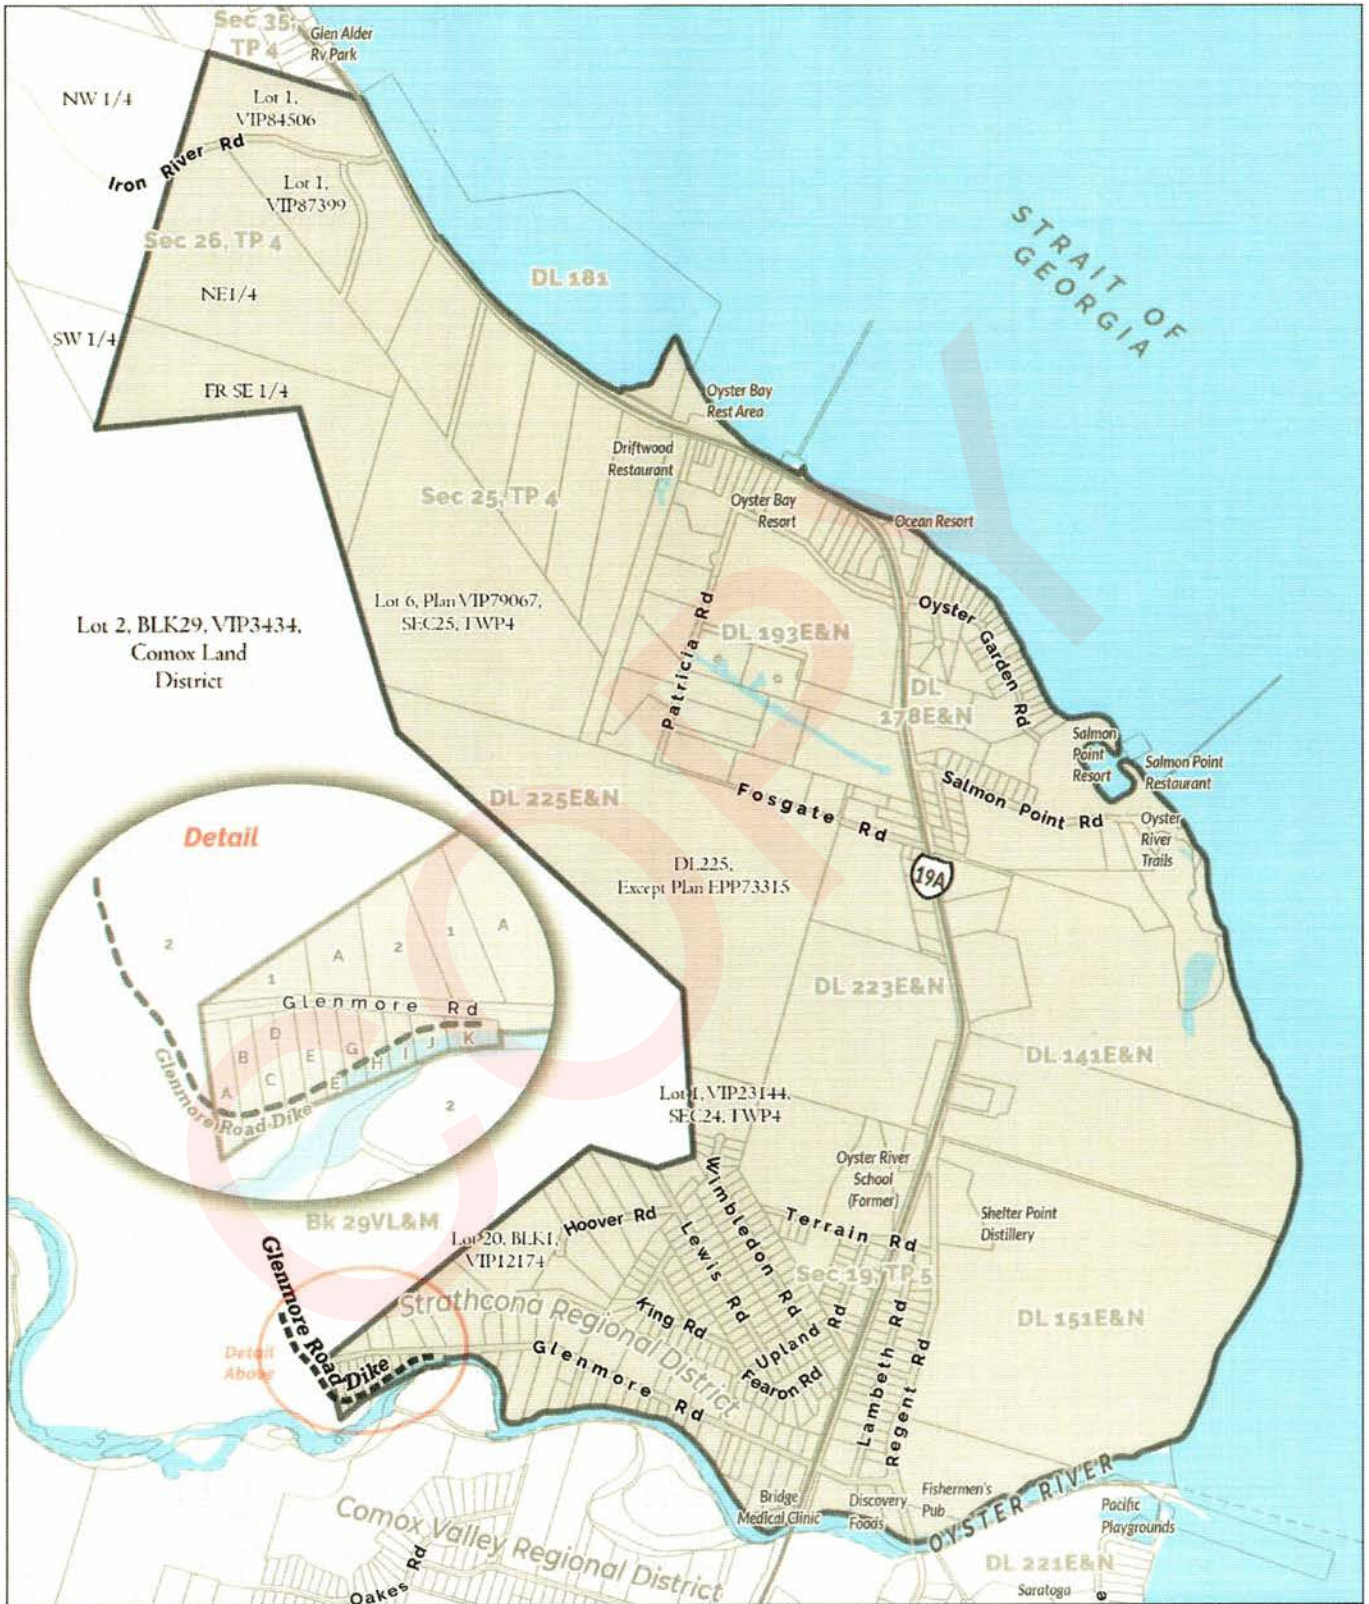 Sec 35,
TP 4
Glen Alder
Rv Park
NW 1/4
Lot 1,
VIP84506
Iron River Rd
Lot 1,
VIP87399
Sec 26, TP 4
STRAIT OF
GEORGIA
DL 181
NE1/4
SW 1/4
FR SE 1/4
Oyster Bay
Rest Area
Driftwood
Restaurant
Sec 25, TP 4
Oyster Bay
Resort
Ocean Resort
Lot 6, Plan VIP79067,
SEC25, TWP4
Lot 2, BLK29, VIP3434,
Comox Land
District
Patricia Rd
DL 193E&N
Oyster Garden Rd
DL
178E&N
Salmon
Point
Resort
Salmon Point
Restaurant
DL 225E&N
Fosgate Rd
Salmon Point Rd
Oyster
River
Trails
Detail
DL225,
Except Plan EPP73315
19A
2
1
A
2
1
A
Glenmore Rd
A
B
D
C
E
E
G
H
I
J
K
Glenmore Road Dike
2
DL 223E&N
DL 141E&N
Lot 1, VIP23144,
SEC24, TWP4
Oyster River
School
(Former)
Shelter Point
Distillery
Bk 29VL&M
Lot 20, BLK1,
VIP12174
Hoover Rd
Wimbledon Rd
Lewis Rd
Terrain Rd
Sec 19, TP 5
Glenmore Road Dike
Strathcona Regional District
King Rd
Upland Rd
Fearon Rd
Lambeth Rd
Regent Rd
DL 151E&N
Detail
Above
Glenmore Rd
Bridge
Medical Clinic
Discovery
Foods
Fishermen's
Pub
OYSTER RIVER
Pacific
Playgrounds
Comox Valley Regional District
Oakes Rd
DL 221E&N
Saratoga
e
COPY